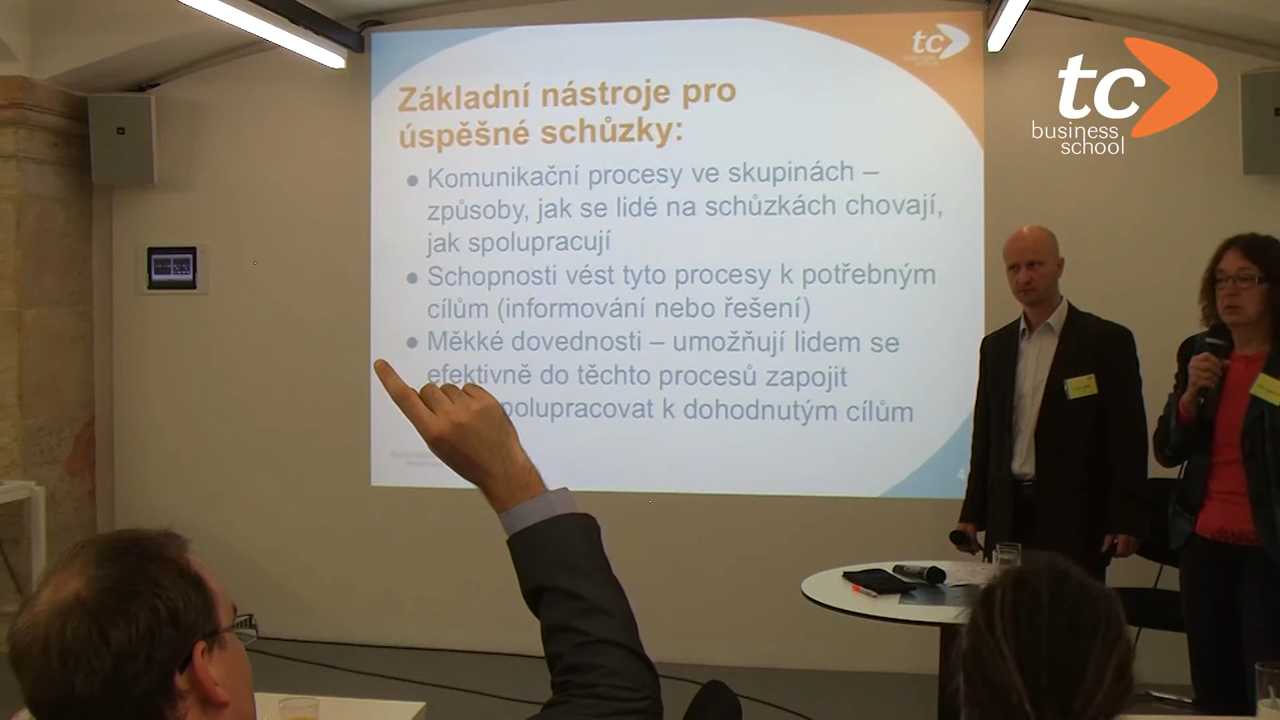 tc
tc
business
school
Základní nástroje pro
úspěšné schůzky:
● Komunikační procesy ve skupinách –
způsoby, jak se lidé na schůzkách chovají,
jak spolupracují
● Schopnosti vést tyto procesy k potřebným
cílům (informování nebo řešení)
● Měkké dovednosti – umožňují lidem se
efektivně do těchto procesů zapojit
spolupracovat k dohodnutým cílům
4